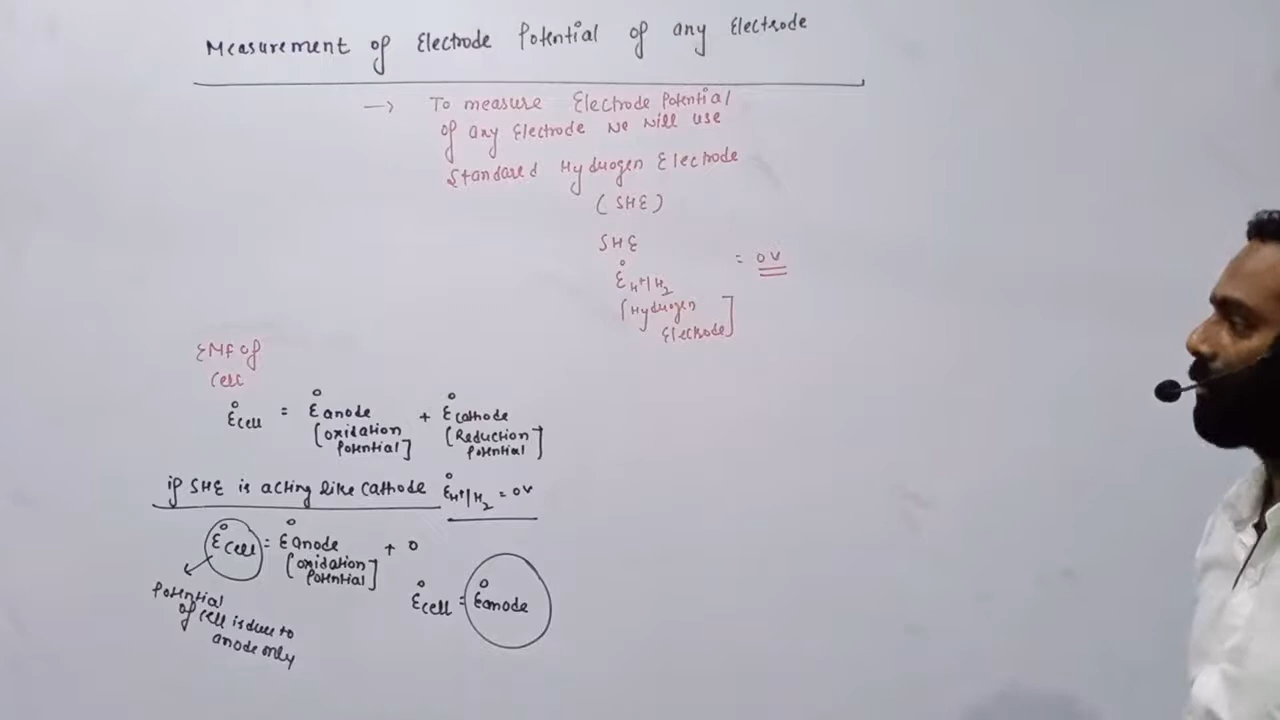 Measurement of Electrode Potential of any Electrode
→ To measure Electrode Potential
of any Electrode we will use
Standared Hydrogen Electrode
(SHE)
SHE
E°H⁺/H₂ = 0V
[Hydrogen
Electrode]
EMF of
Cell
E°cell = E°anode + E°cathode
[oxidation Potential] [Reduction Potential]
if SHE is acting like cathode E°H⁺/H₂ = 0V
E°cell = E°anode + 0
[oxidation
Potential]
E°cell = E°anode
Potential
of cell is due to
anode only